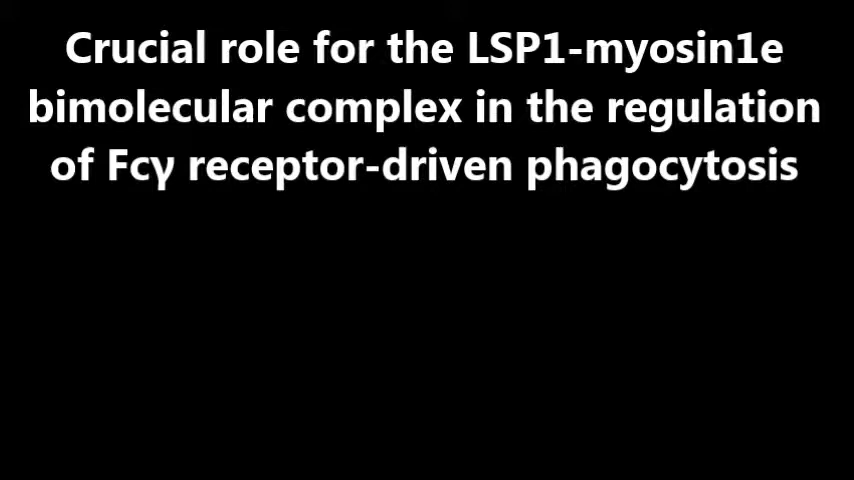 Crucial role for the LSP1-myosin1e
bimolecular complex in the regulation
of Fcγ receptor-driven phagocytosis